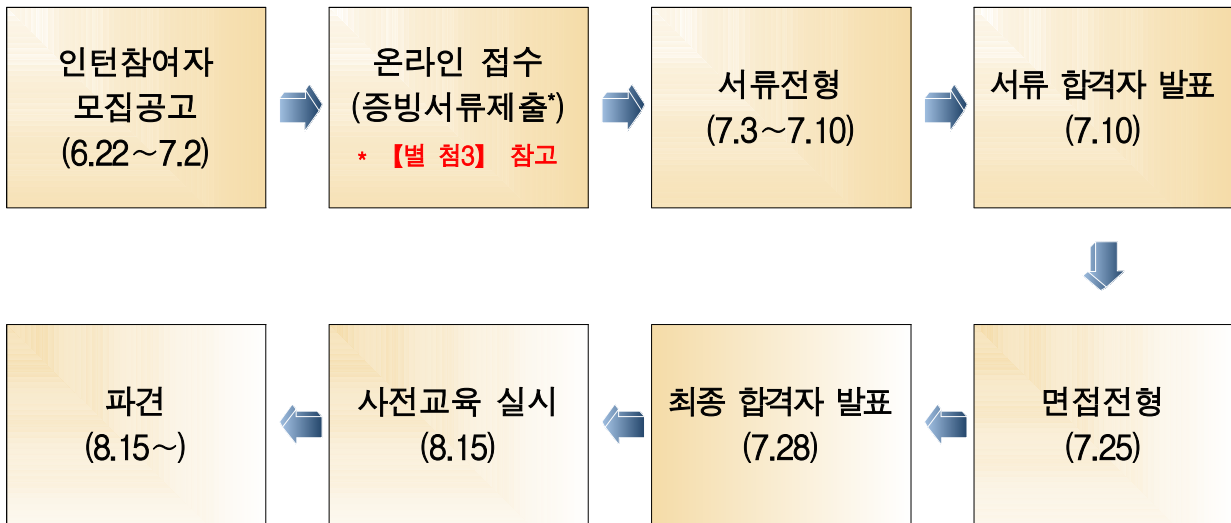 인턴참여자
모집공고
(6.22～7.2)
온라인 접수
(증빙서류제출*)
* 【별 첨3】 참고
서류전형
(7.3～7.10)
서류 합격자 발표
(7.10)
면접전형
(7.25)
최종 합격자 발표
(7.28)
사전교육 실시
(8.15)
파견
(8.15～)